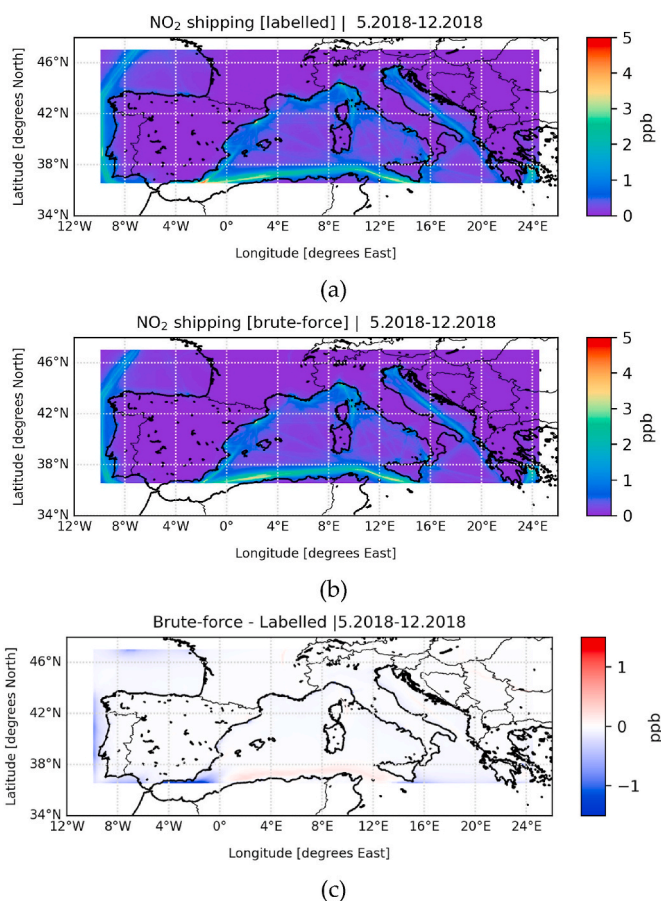 NO₂ shipping [labelled] | 5.2018-12.2018
46°N
42°N
38°N
34°N
12°W 8°W 4°W 0° 4°E 8°E 12°E 16°E 20°E 24°E
Latitude [degrees North]
Longitude [degrees East]
5
4
3
2
1
0
ppb
(a)
NO₂ shipping [brute-force] | 5.2018-12.2018
46°N
42°N
38°N
34°N
12°W 8°W 4°W 0° 4°E 8°E 12°E 16°E 20°E 24°E
Latitude [degrees North]
Longitude [degrees East]
5
4
3
2
1
0
ppb
(b)
Brute-force - Labelled |5.2018-12.2018
46°N
42°N
38°N
34°N
12°W 8°W 4°W 0° 4°E 8°E 12°E 16°E 20°E 24°E
Latitude [degrees North]
Longitude [degrees East]
1
0
−1
ppb
(c)